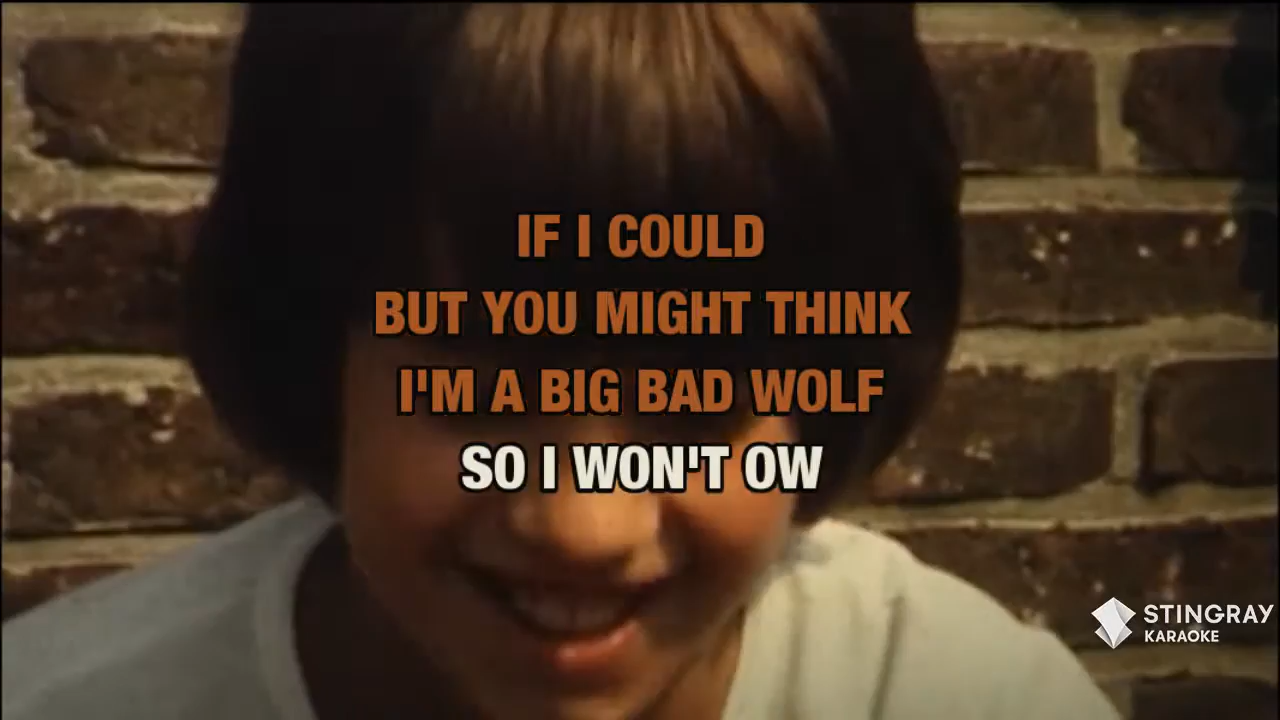 IF I COULD
BUT YOU MIGHT THINK
I'M A BIG BAD WOLF
SO I WON'T OW
STINGRAY
KARAOKE